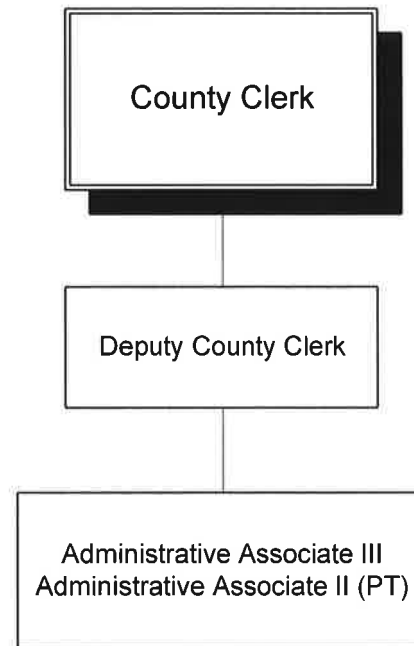 County Clerk
Deputy County Clerk
Administrative Associate III
Administrative Associate II (PT)